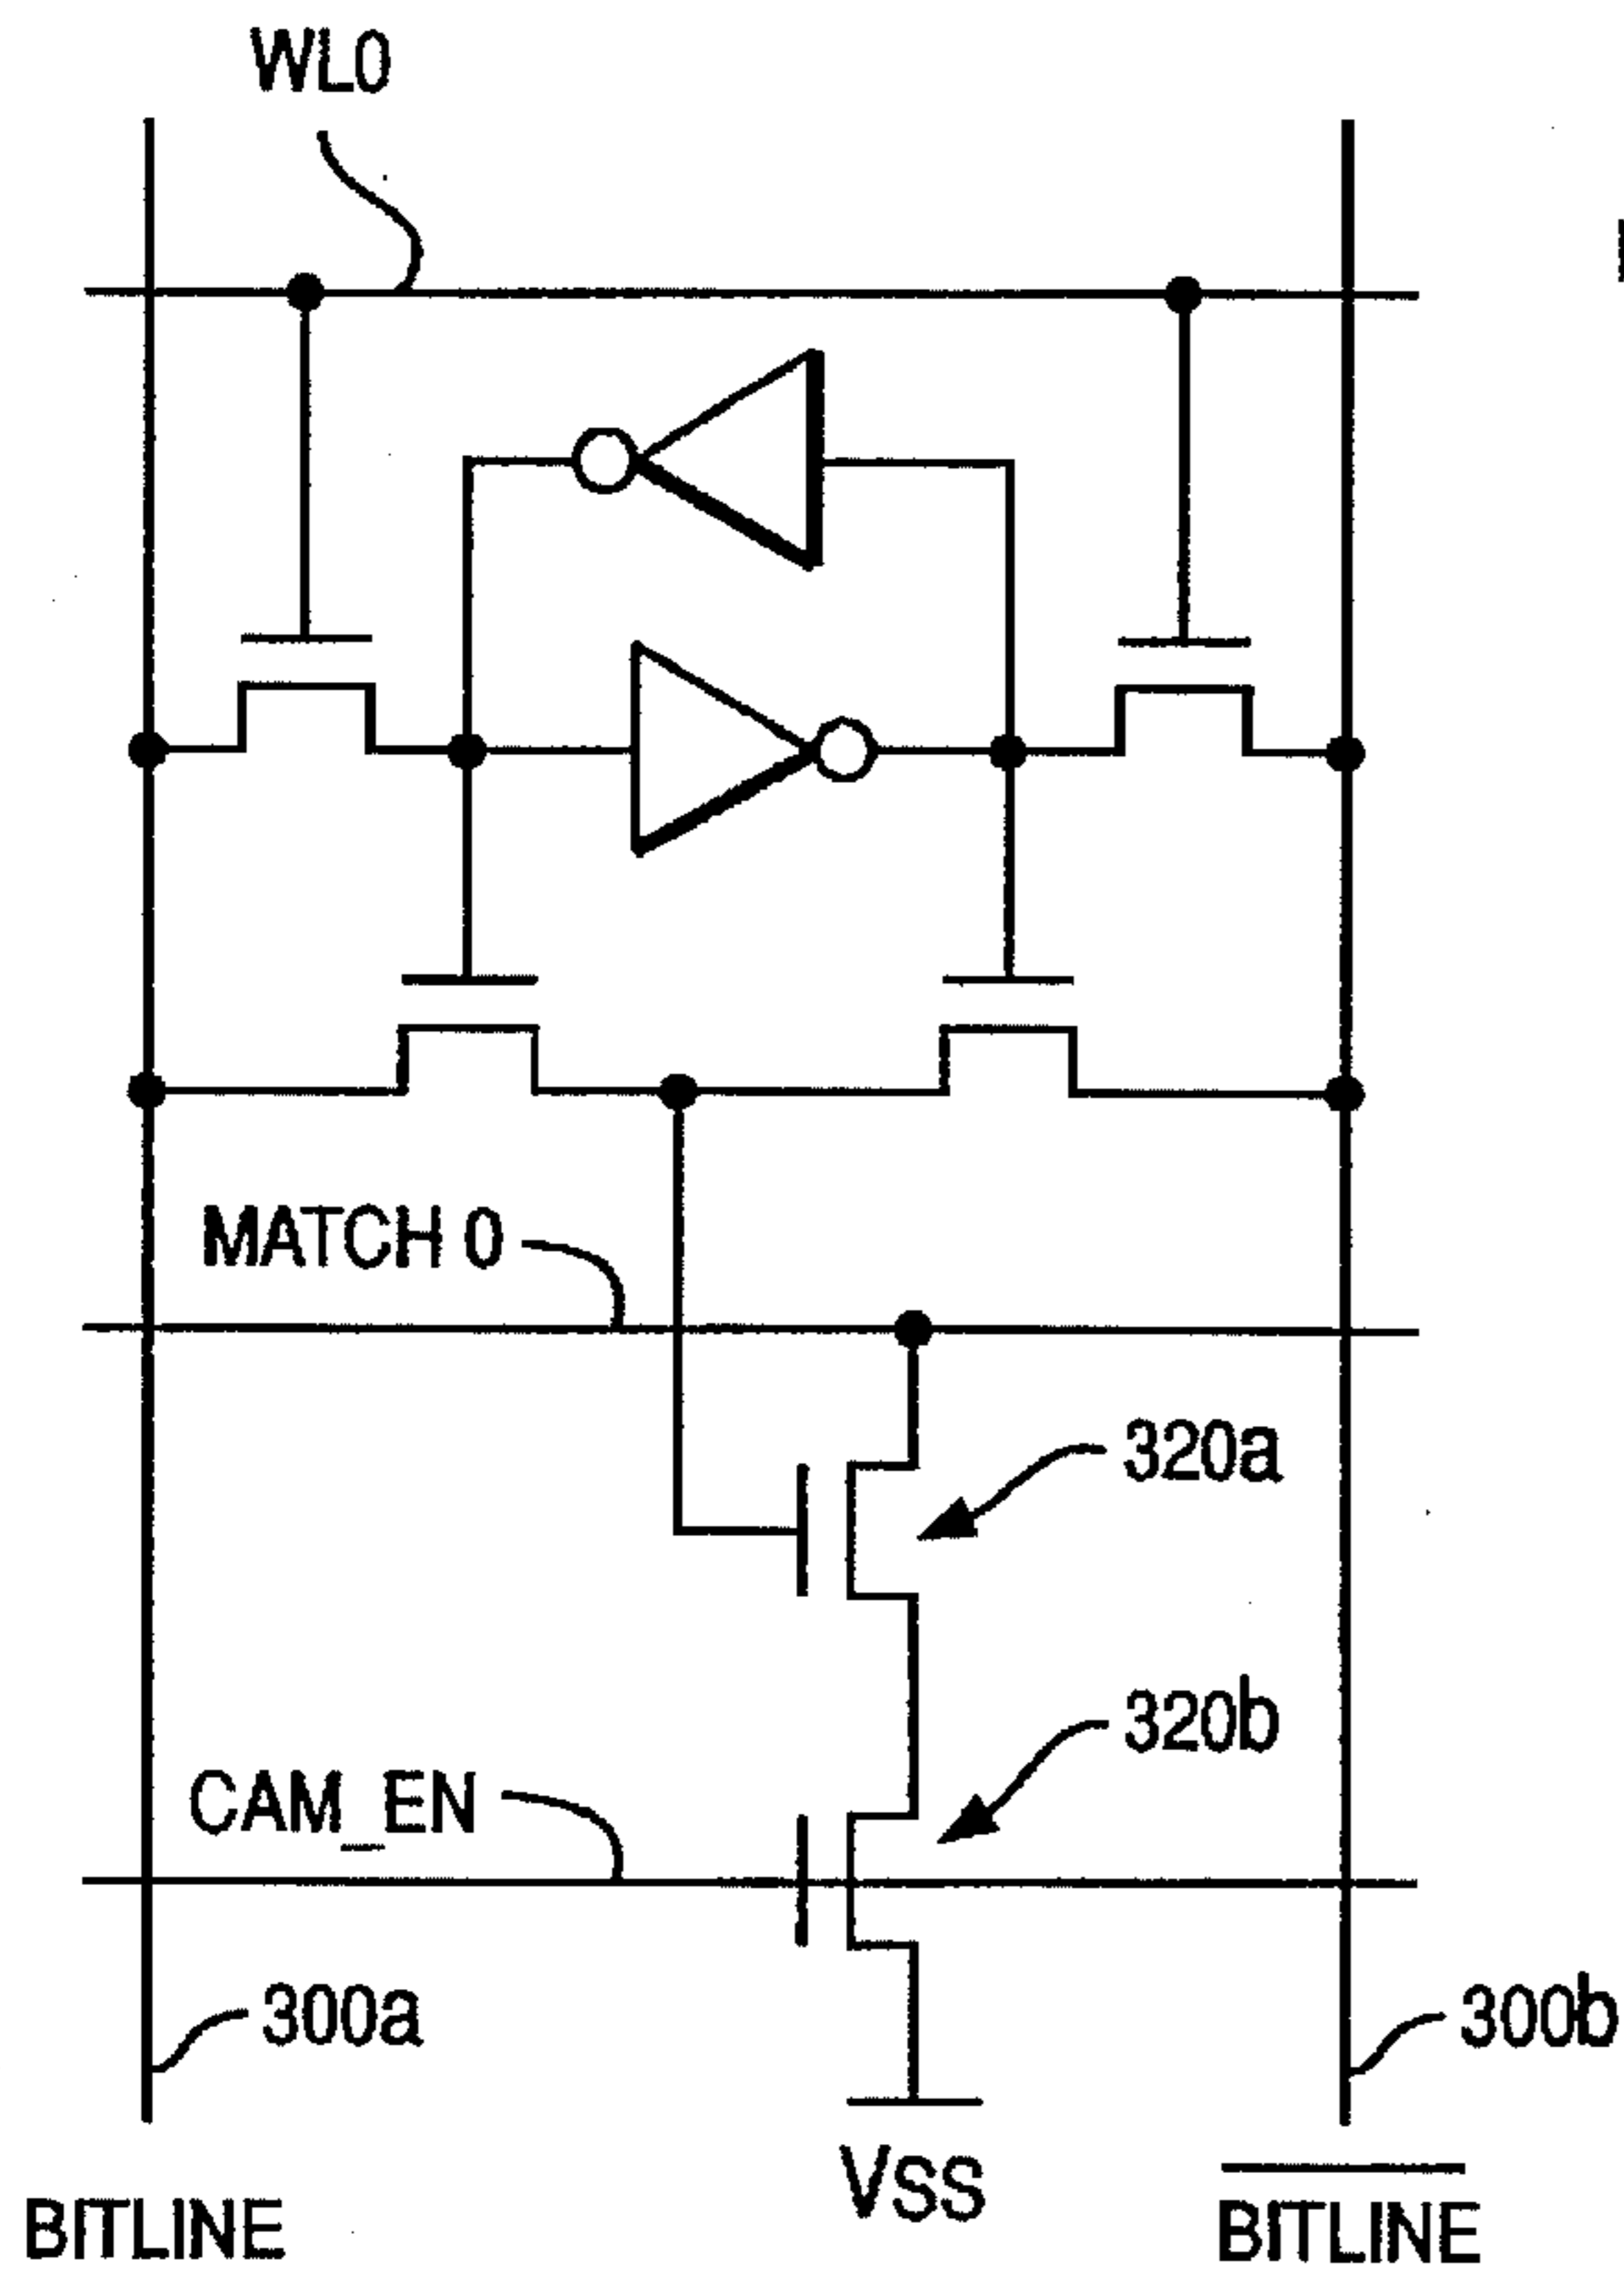 WL0
MATCH 0
320a
320b
CAM_EN
300a
300b
VSS
BITLINE
BITLINE